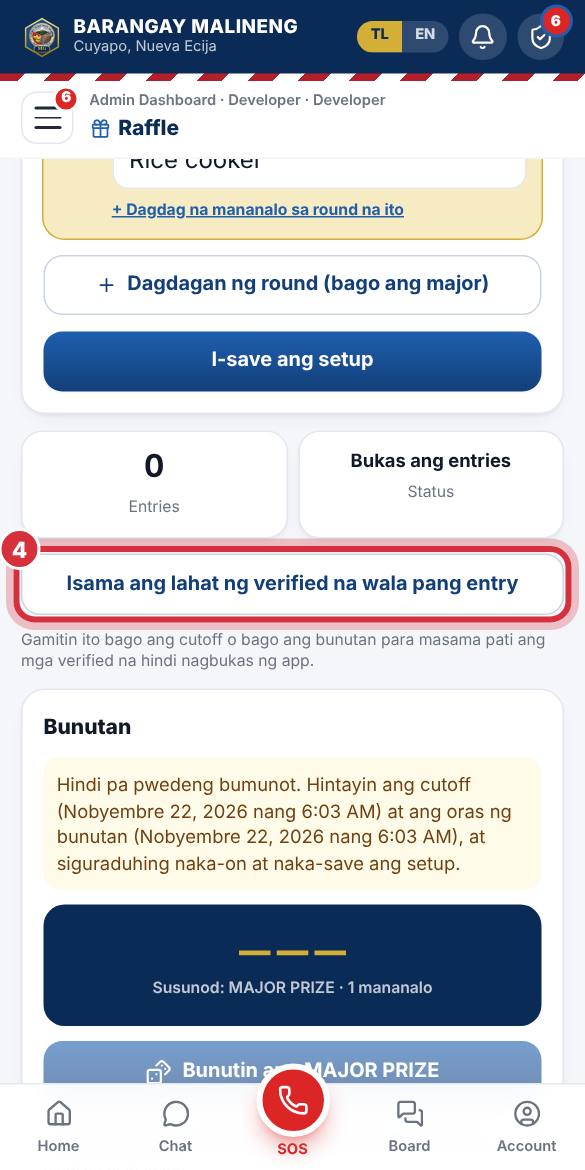 BARANGAY MALINENG
Cuyapo, Nueva Ecija
TL
EN
6
6
Admin Dashboard · Developer · Developer
Raffle
Rice cooker
+ Dagdag na mananalo sa round na ito
+ Dagdagan ng round (bago ang major)
I-save ang setup
0
Entries
Bukas ang entries
Status
4
Isama ang lahat ng verified na wala pang entry
Gamitin ito bago ang cutoff o bago ang bunutan para masama pati ang
mga verified na hindi nagbukas ng app.
Bunutan
Hindi pa pwedeng bumunot. Hintayin ang cutoff
(Nobyembre 22, 2026 nang 6:03 AM) at ang oras ng
bunutan (Nobyembre 22, 2026 nang 6:03 AM), at
siguraduhing naka-on at naka-save ang setup.
———
Susunod: MAJOR PRIZE · 1 mananalo
Bunutin ang MAJOR PRIZE
Home
Chat
SOS
Board
Account